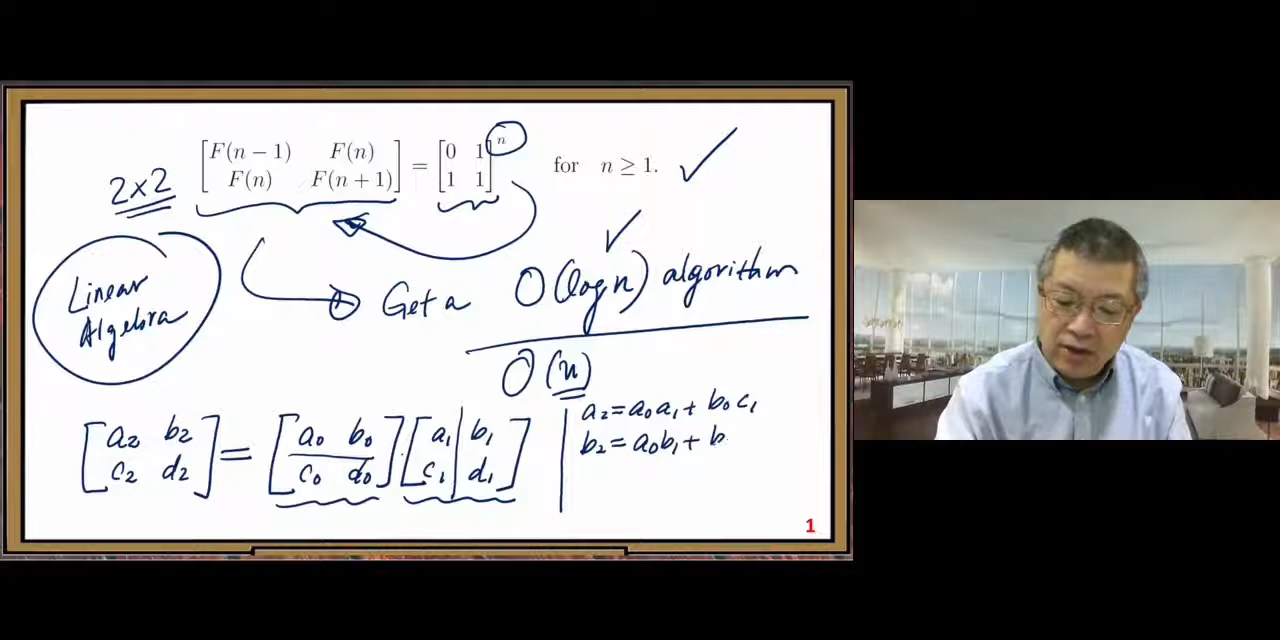 [F(n − 1) F(n)
F(n) F(n + 1)] = [0 1
1 1]^n for n ≥ 1. ✓
2×2
Linear
Algebra
Get a O(log n) algorithm ✓
O(n)
[a₂ b₂
c₂ d₂] = [a₀ b₀
c₀ d₀] [a₁ b₁
c₁ d₁]
a₂ = a₀a₁ + b₀c₁
b₂ = a₀b₁ + b
1